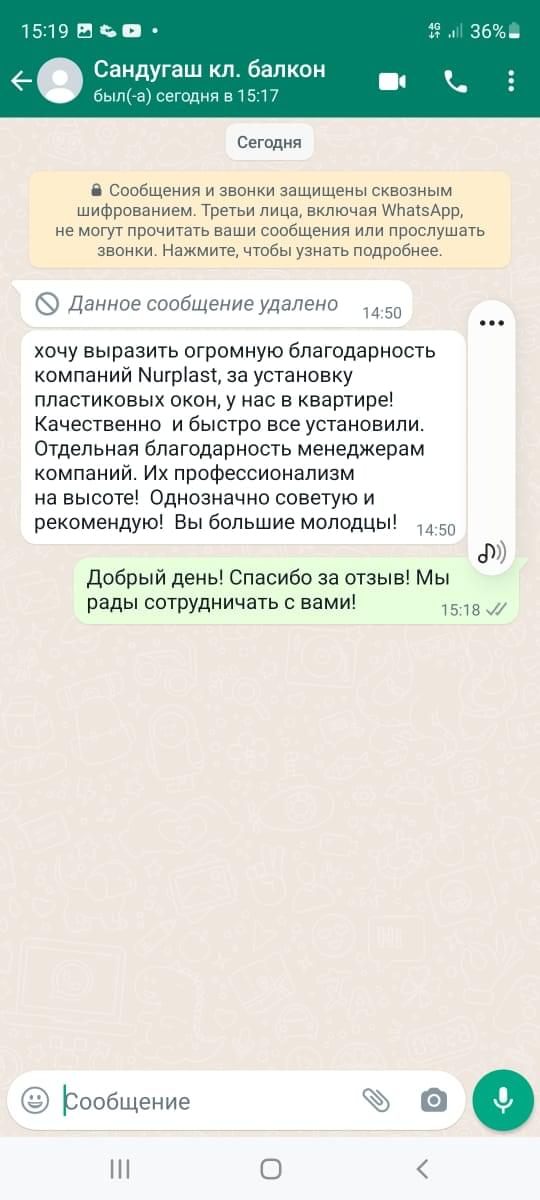 15:19
4G
36%
Сандугаш кл. балкон
был(-а) сегодня в 15:17
Сегодня
Сообщения и звонки защищены сквозным
шифрованием. Третьи лица, включая WhatsApp,
не могут прочитать ваши сообщения или прослушать
звонки. Нажмите, чтобы узнать подробнее.
Данное сообщение удалено
14:50
хочу выразить огромную благодарность
компаний Nurplast, за установку
пластиковых окон, у нас в квартире!
Качественно  и быстро все установили.
Отдельная благодарность менеджерам
компаний. Их профессионализм
на высоте!  Однозначно советую и
рекомендую!  Вы большие молодцы!
14:50
Добрый день! Спасибо за отзыв! Мы
рады сотрудничать с вами!
15:18
Сообщение